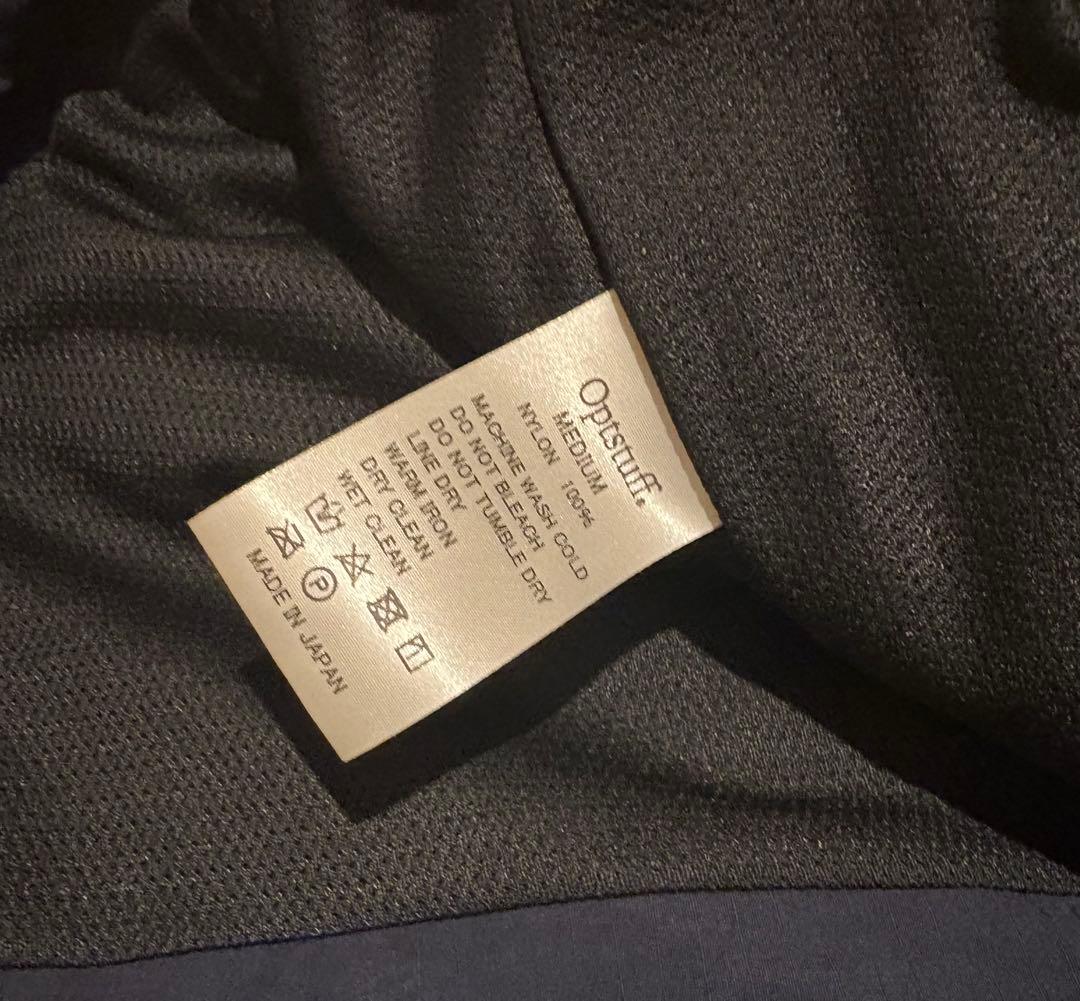 Optstuff.
MEDIUM
NYLON 100%
MACHINE WASH COLD
DO NOT BLEACH
DO NOT TUMBLE DRY
LINE DRY
WARM IRON
DRY CLEAN
WET CLEAN
P
MADE IN JAPAN